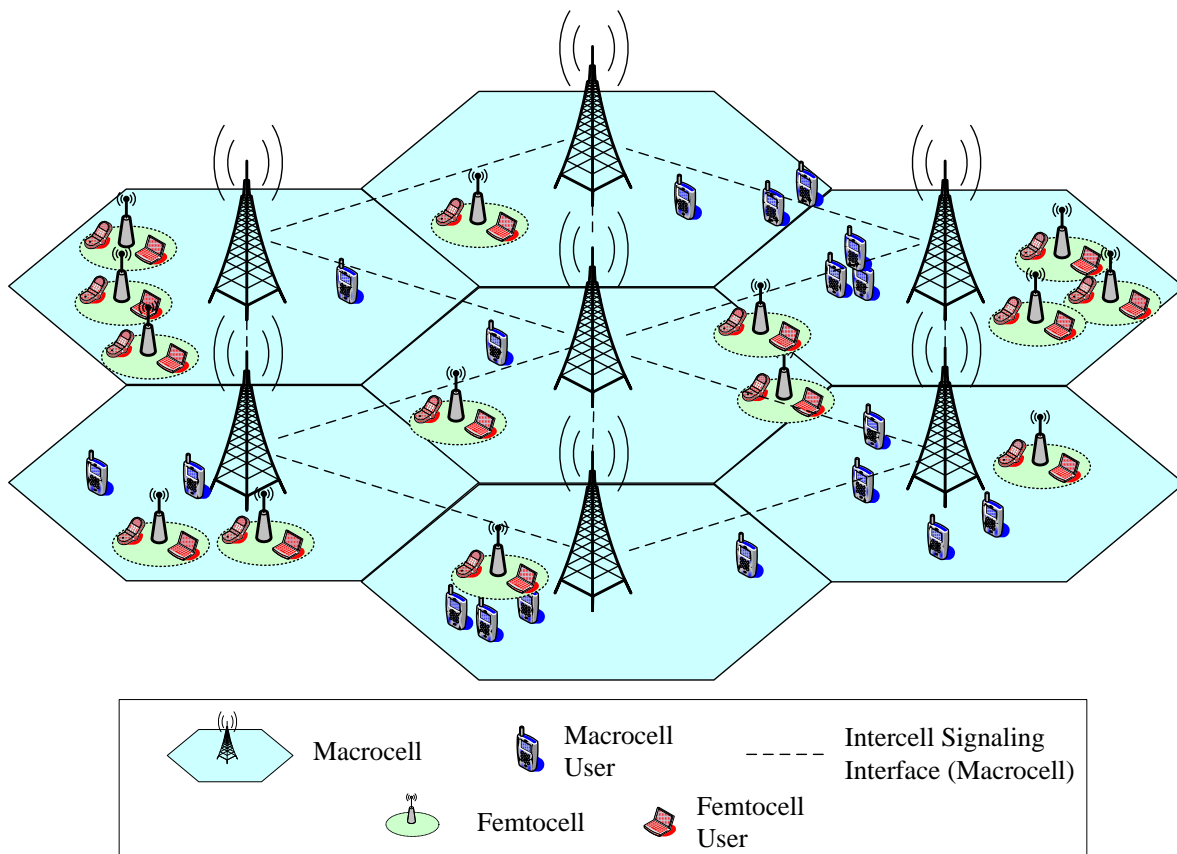 Macrocell
Macrocell
User
Intercell Signaling
Interface (Macrocell)
Femtocell
Femtocell
User